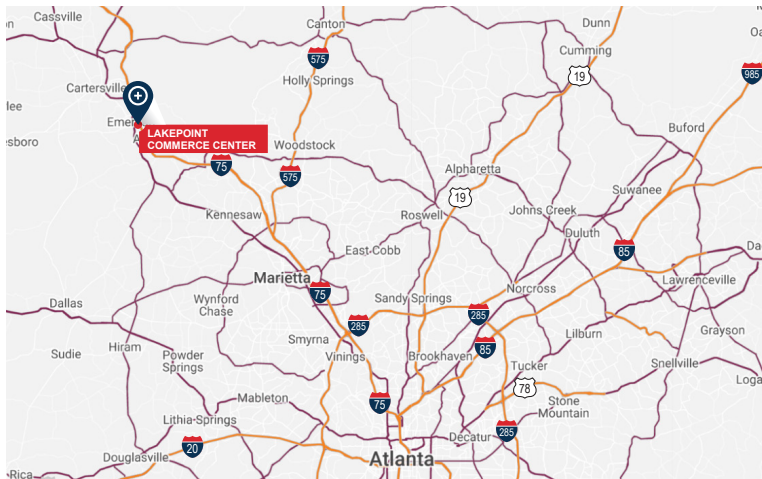 Cassville
Canton
Dunn
575
Cumming
19
985
Holly Springs
Cartersville
Emer
LAKEPOINT
COMMERCE CENTER
Buford
Woodstock
75
575
Alpharetta
19
Suwanee
Kennesaw
Roswell
Johns Creek
Duluth
East Cobb
85
Marietta
75
Lawrenceville
Norcross
Wynford
Chase
Sandy Springs
Dallas
285
285
Smyrna
Lilburn
Grayson
Hiram
Sudie
Powder
Springs
Vinings
Brookhaven
85
Tucker
Snellville
78
Mableton
75
Stone
Mountain
Lithia-Springs
285
Decatur
20
Douglasville
Atlanta
Rica